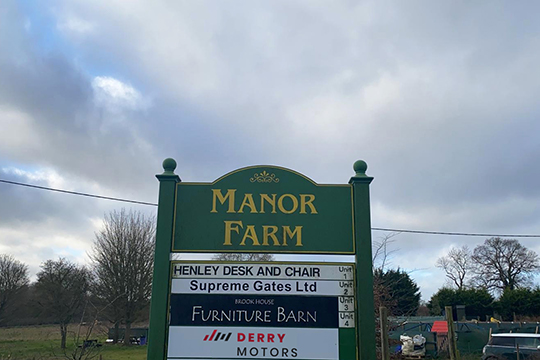 MANOR
FARM
HENLEY DESK AND CHAIR Unit 1
Supreme Gates Ltd Unit 2
BROOK HOUSE Unit 3
FURNITURE BARN Unit 4
DERRY
MOTORS